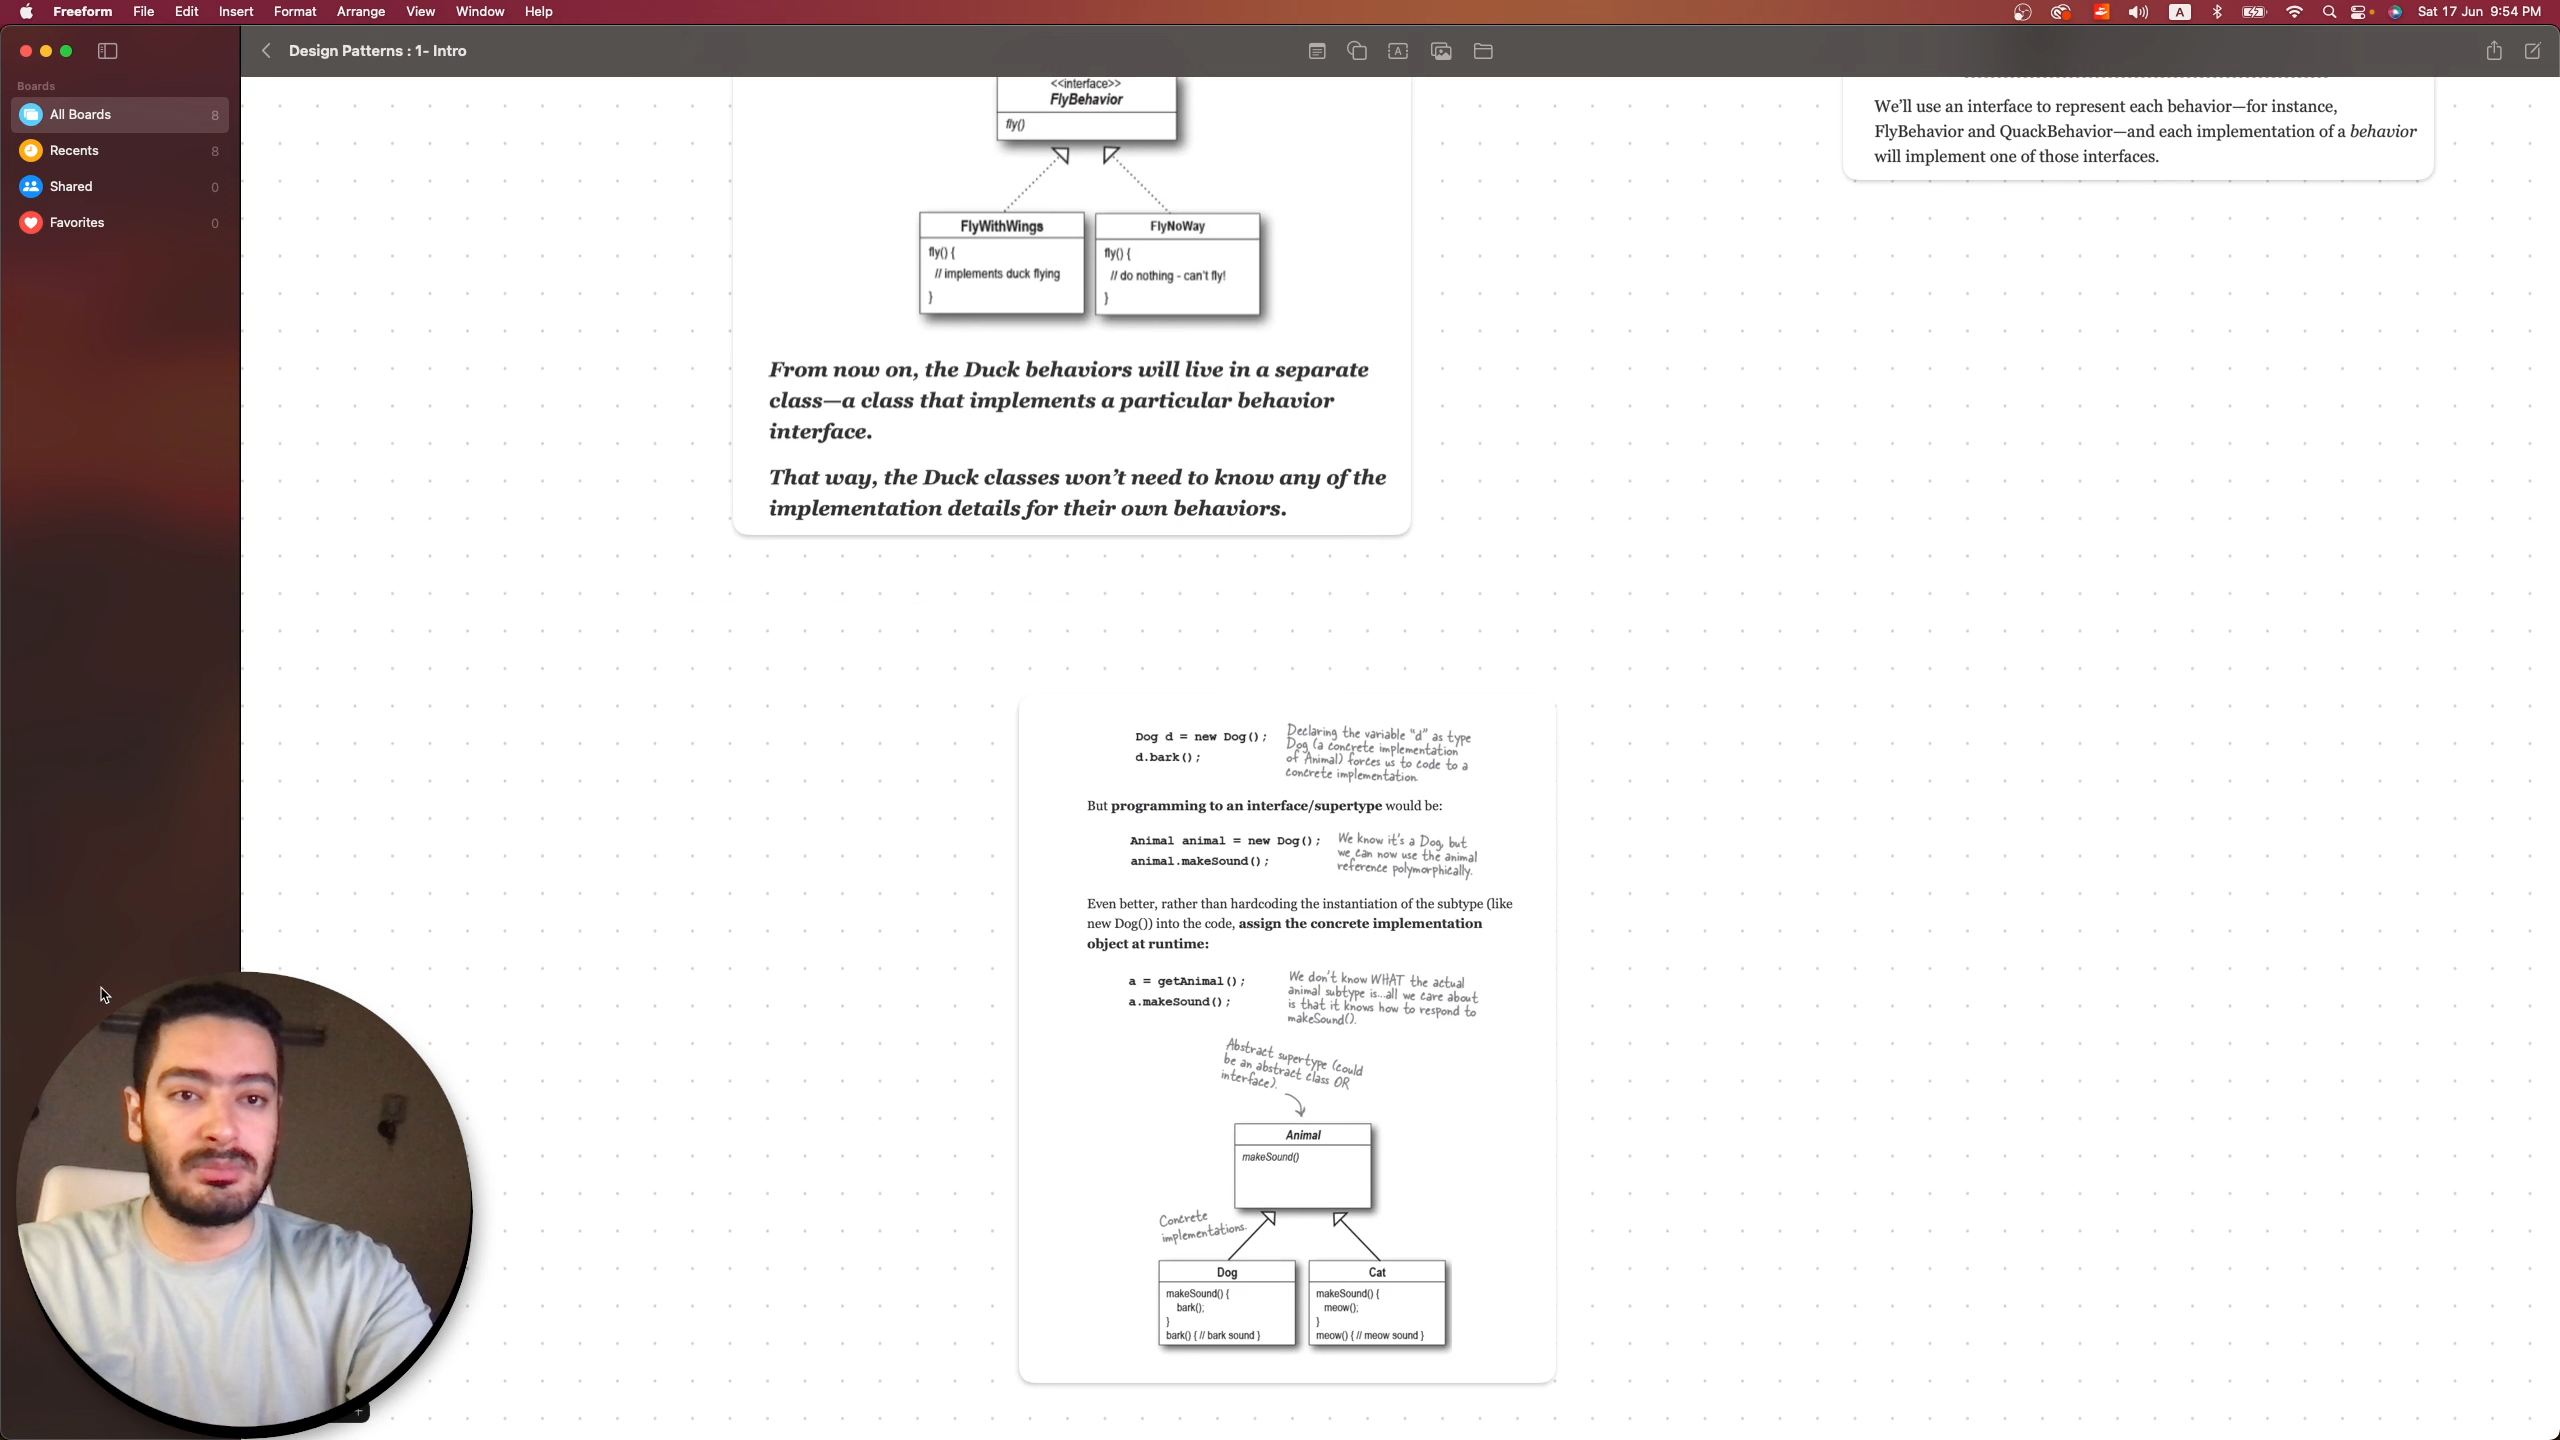 Freeform File Edit Insert Format Arrange View Window Help
A
Sat 17 Jun 9:54 PM
Design Patterns : 1- Intro
A
Boards
All Boards 8
Recents 8
Shared 0
Favorites 0
<<interface>>
FlyBehavior
fly()
FlyWithWings
fly() {
// implements duck flying
}
FlyNoWay
fly() {
// do nothing - can't fly!
}
From now on, the Duck behaviors will live in a separate
class—a class that implements a particular behavior
interface.
That way, the Duck classes won't need to know any of the
implementation details for their own behaviors.
We'll use an interface to represent each behavior—for instance,
FlyBehavior and QuackBehavior—and each implementation of a behavior
will implement one of those interfaces.
Dog d = new Dog();
d.bark();
Declaring the variable "d" as type
Dog (a concrete implementation
of Animal) forces us to code to a
concrete implementation.
But programming to an interface/supertype would be:
Animal animal = new Dog();
animal.makeSound();
We know it's a Dog, but
we can now use the animal
reference polymorphically.
Even better, rather than hardcoding the instantiation of the subtype (like
new Dog()) into the code, assign the concrete implementation
object at runtime:
a = getAnimal();
a.makeSound();
We don't know WHAT the actual
animal subtype is...all we care about
is that it knows how to respond to
makeSound().
Abstract supertype (could
be an abstract class OR
interface).
Animal
makeSound()
Concrete
implementations.
Dog
makeSound() {
bark();
}
bark() { // bark sound }
Cat
makeSound() {
meow();
}
meow() { // meow sound }